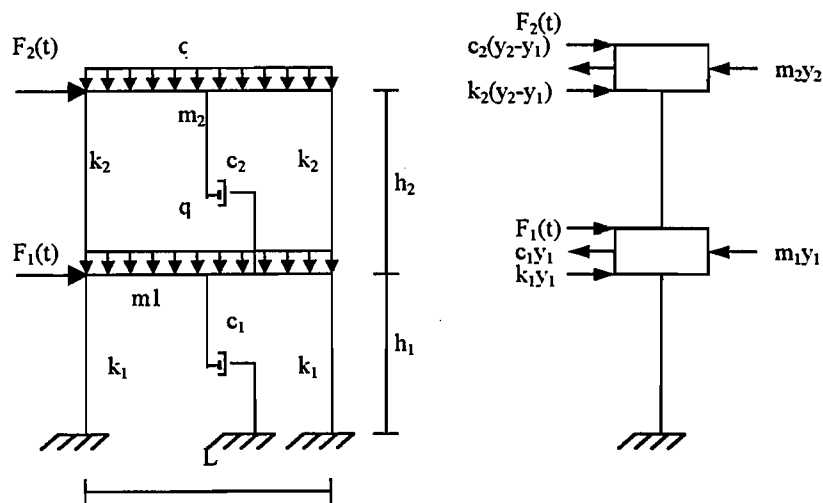 F₂(t)
c
m₂
k₂
c₂
k₂
h₂
q
F₁(t)
m1
c₁
k₁
k₁
h₁
L
F₂(t)
c₂(y₂-y₁)
k₂(y₂-y₁)
m₂y₂
F₁(t)
c₁y₁
k₁y₁
m₁y₁